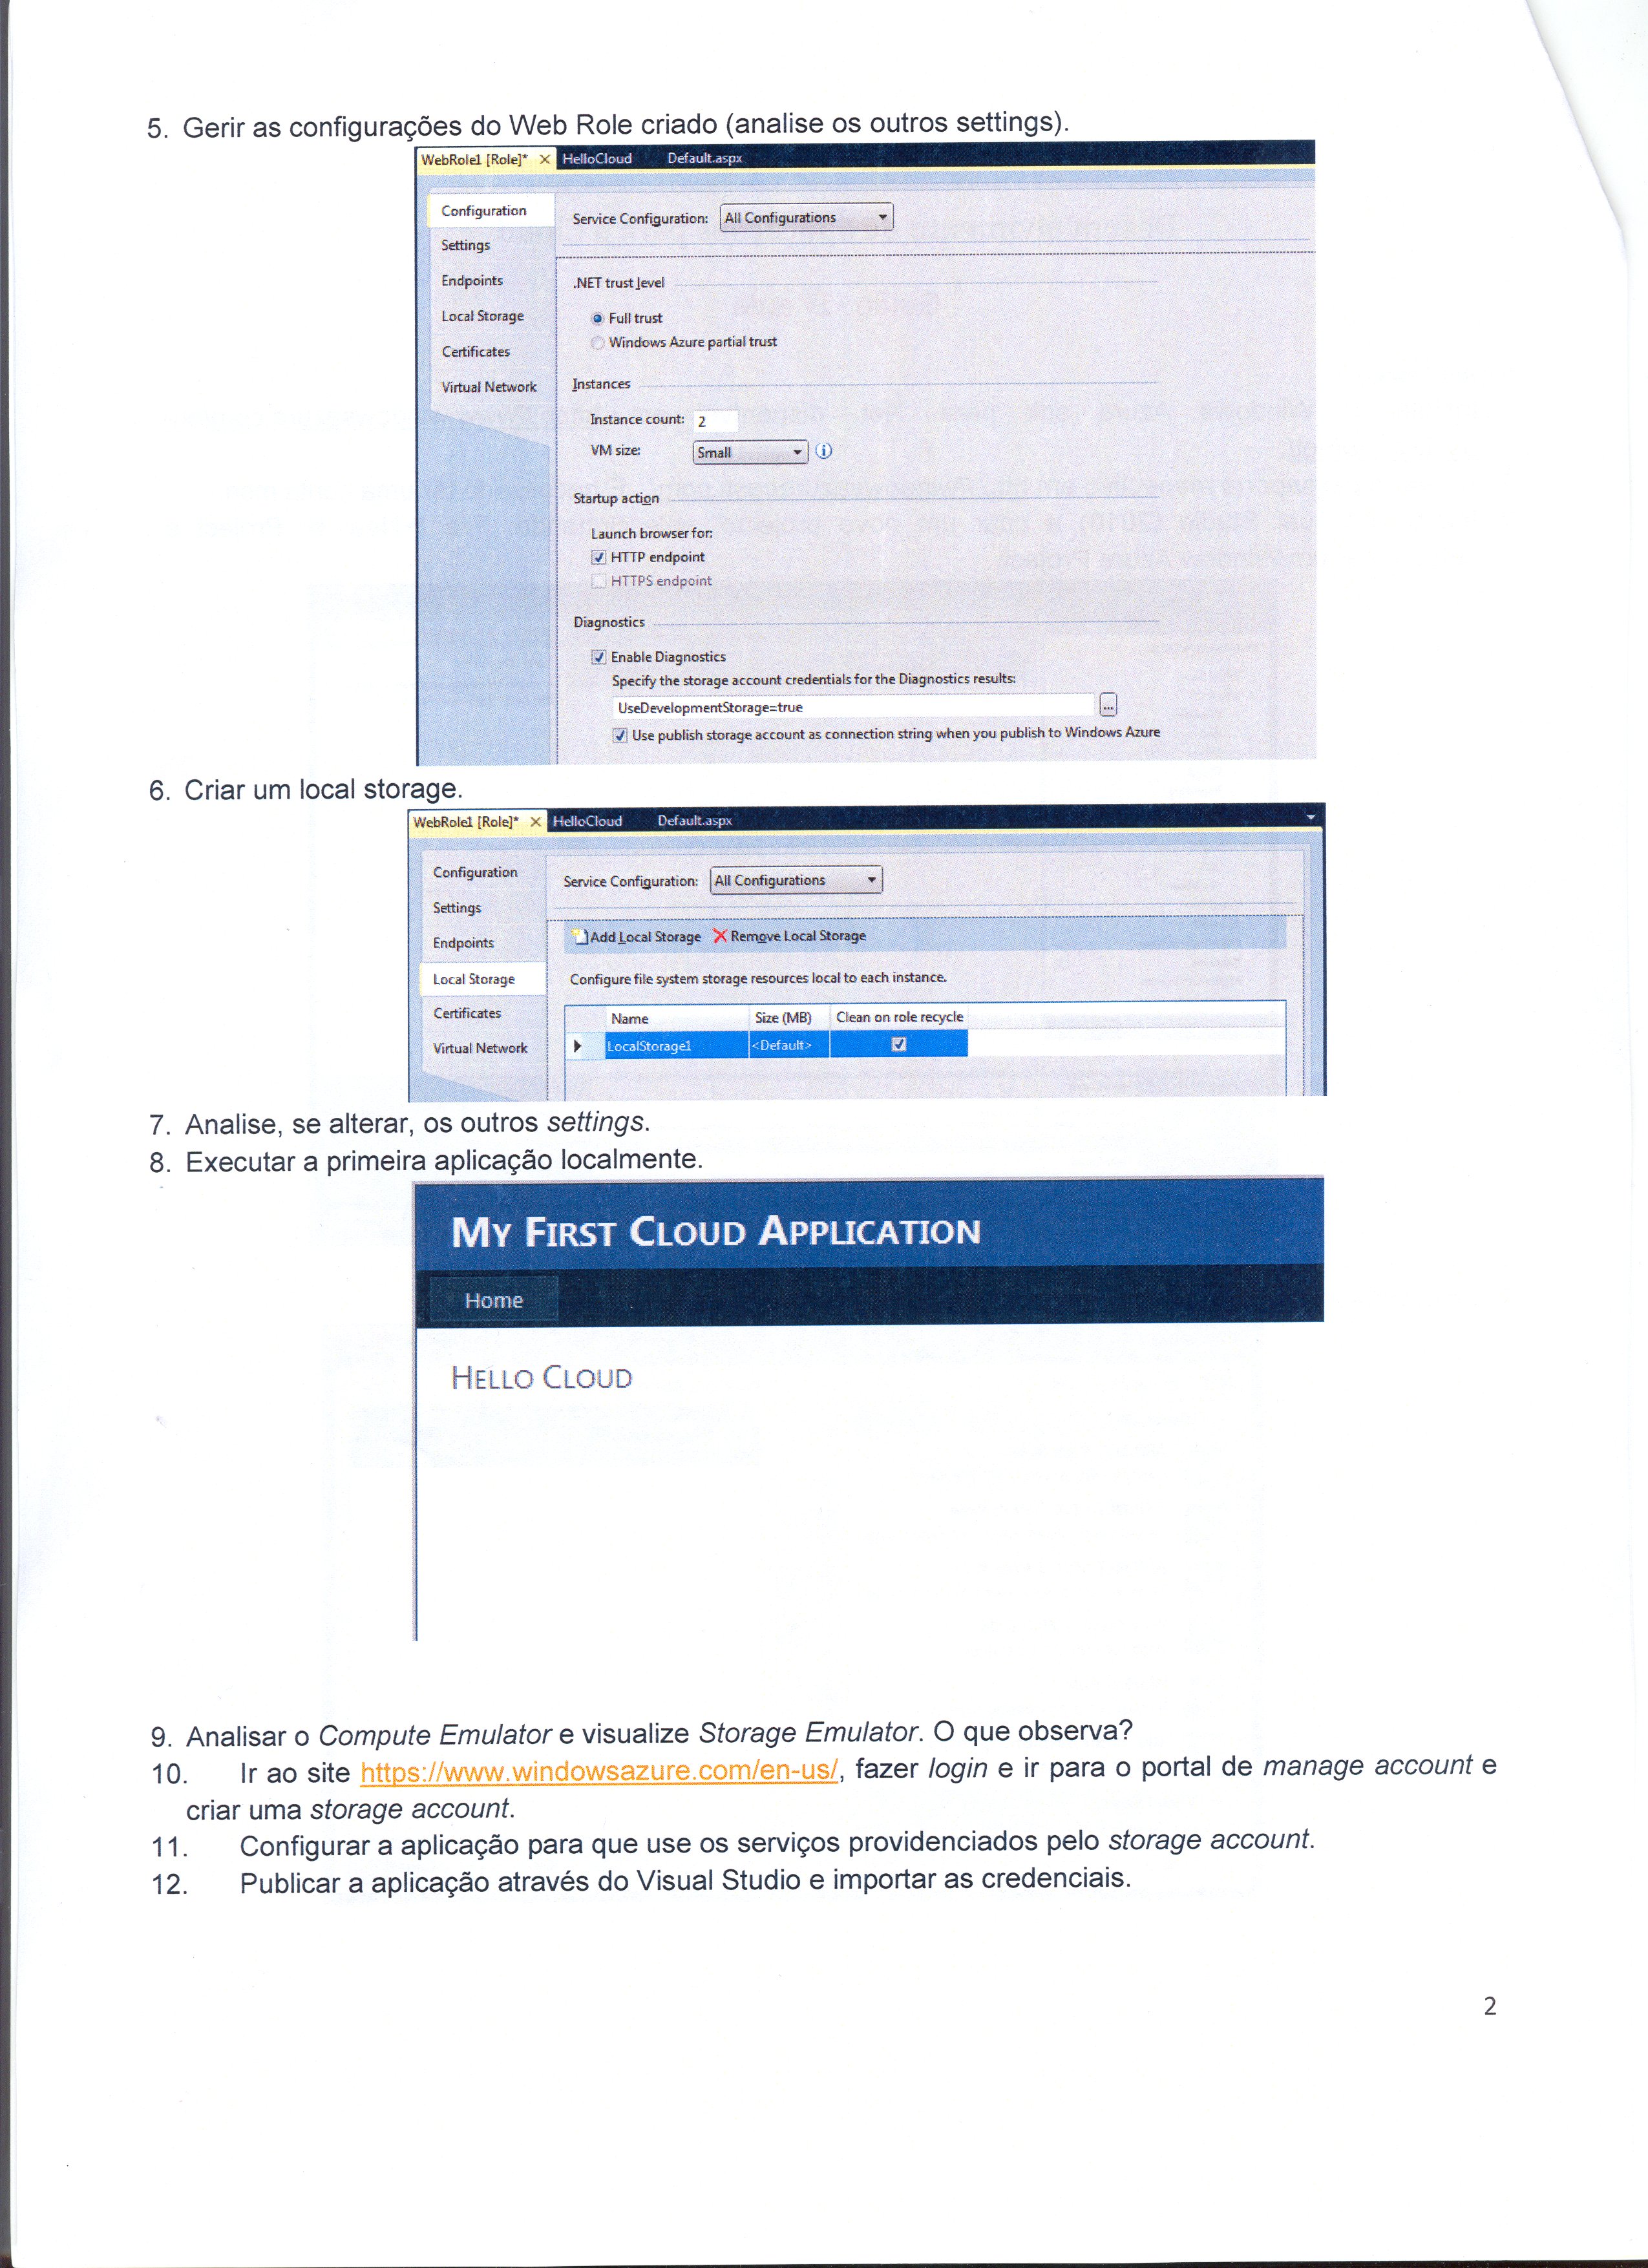 5. Gerir as configurações do Web Role criado (analise os outros settings).
WebRole1 [Role]* HelloCloud Default.aspx
Configuration
Settings
Endpoints
Local Storage
Certificates
Virtual Network
Service Configuration: All Configurations
.NET trust level
Full trust
Windows Azure partial trust
Instances
Instance count: 2
VM size: Small
Startup action
Launch browser for:
HTTP endpoint
HTTPS endpoint
Diagnostics
Enable Diagnostics
Specify the storage account credentials for the Diagnostics results:
UseDevelopmentStorage=true
...
Use publish storage account as connection string when you publish to Windows Azure
6. Criar um local storage.
WebRole1 [Role]* HelloCloud Default.aspx
Configuration
Settings
Endpoints
Local Storage
Certificates
Virtual Network
Service Configuration: All Configurations
Add Local Storage Remove Local Storage
Configure file system storage resources local to each instance.
Name Size (MB) Clean on role recycle
LocalStorage1 <Default>
7. Analise, se alterar, os outros settings.
8. Executar a primeira aplicação localmente.
MY FIRST CLOUD APPLICATION
Home
HELLO CLOUD
9. Analisar o Compute Emulator e visualize Storage Emulator. O que observa?
10. Ir ao site https://www.windowsazure.com/en-us/, fazer login e ir para o portal de manage account e
criar uma storage account.
11. Configurar a aplicação para que use os serviços providenciados pelo storage account.
12. Publicar a aplicação através do Visual Studio e importar as credenciais.
2